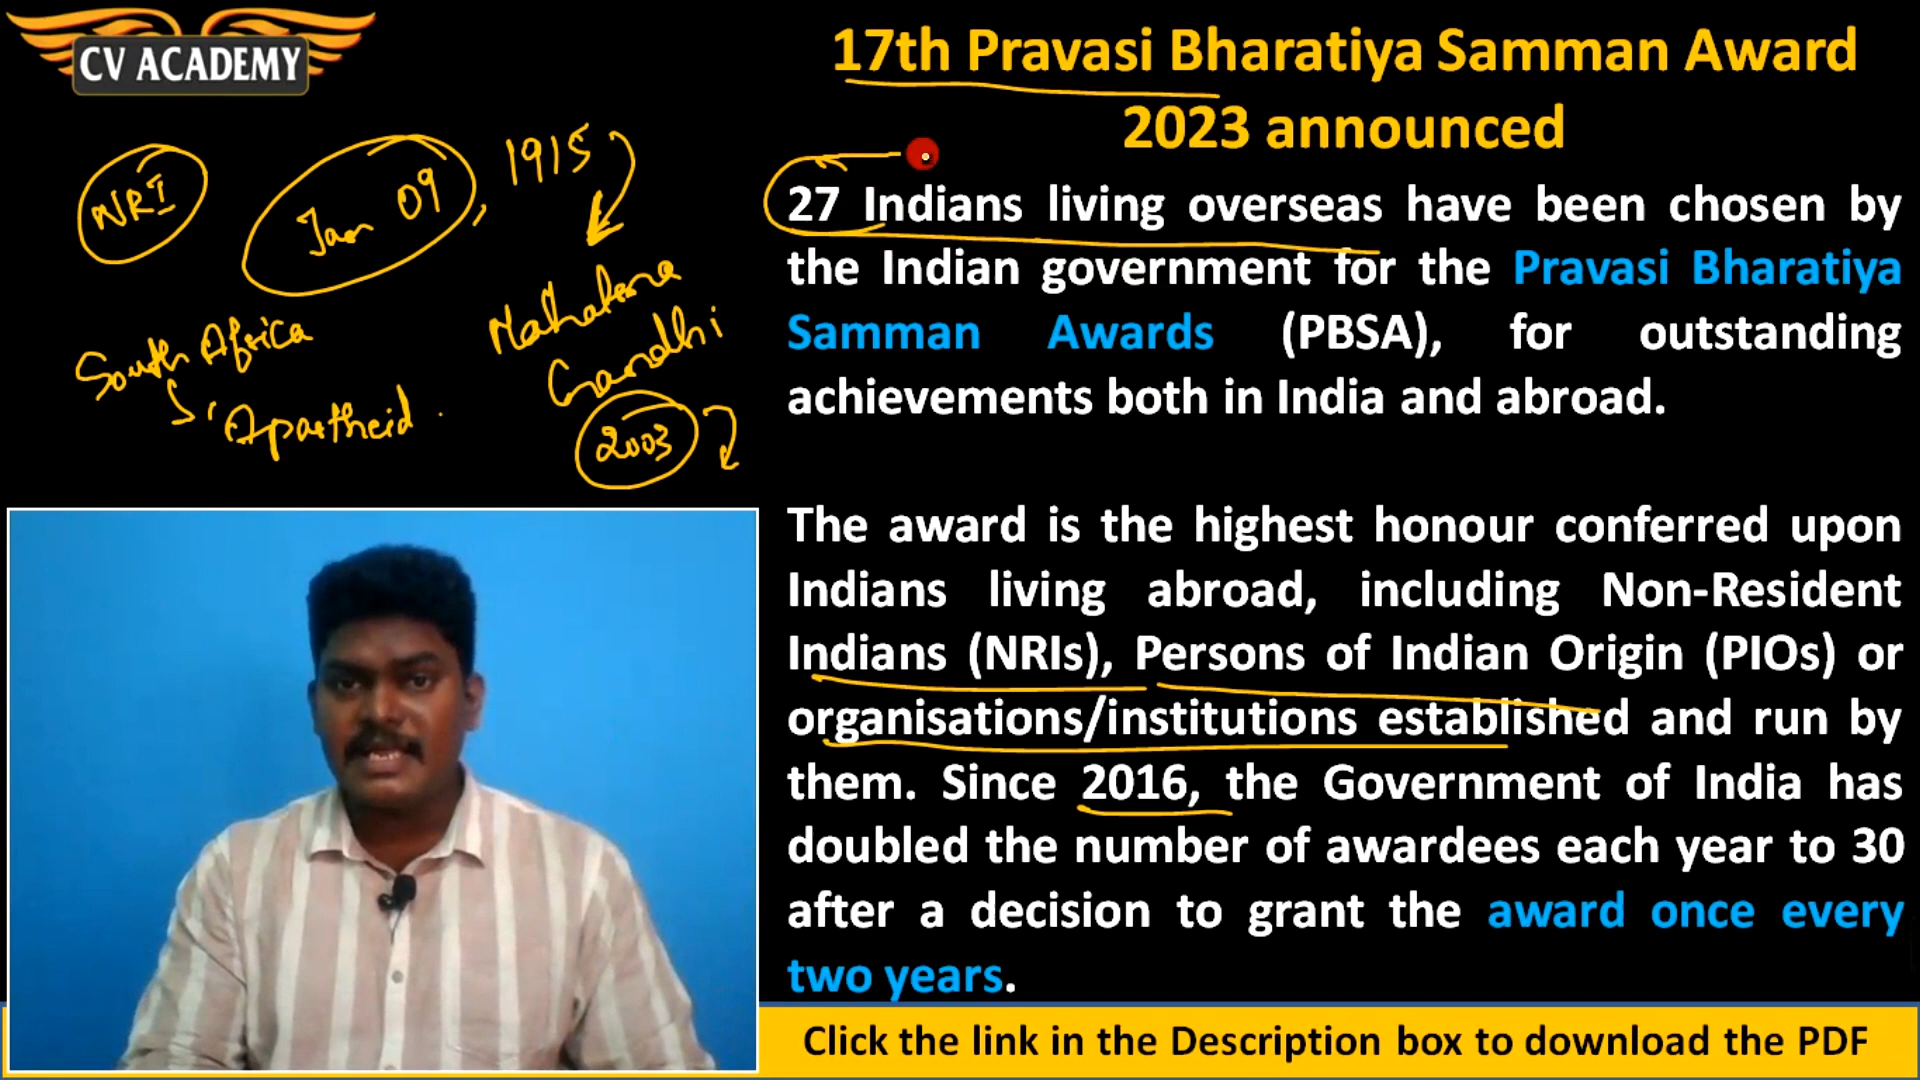 CV ACADEMY
17th Pravasi Bharatiya Samman Award
2023 announced
NRI
Jan 09, 1915
Mahatma
Gandhi
South Africa
'Apartheid.
2003
27 Indians living overseas have been chosen by
the Indian government for the Pravasi Bharatiya
Samman Awards (PBSA), for outstanding
achievements both in India and abroad.
The award is the highest honour conferred upon
Indians living abroad, including Non-Resident
Indians (NRIs), Persons of Indian Origin (PIOs) or
organisations/institutions established and run by
them. Since 2016, the Government of India has
doubled the number of awardees each year to 30
after a decision to grant the award once every
two years.
Click the link in the Description box to download the PDF